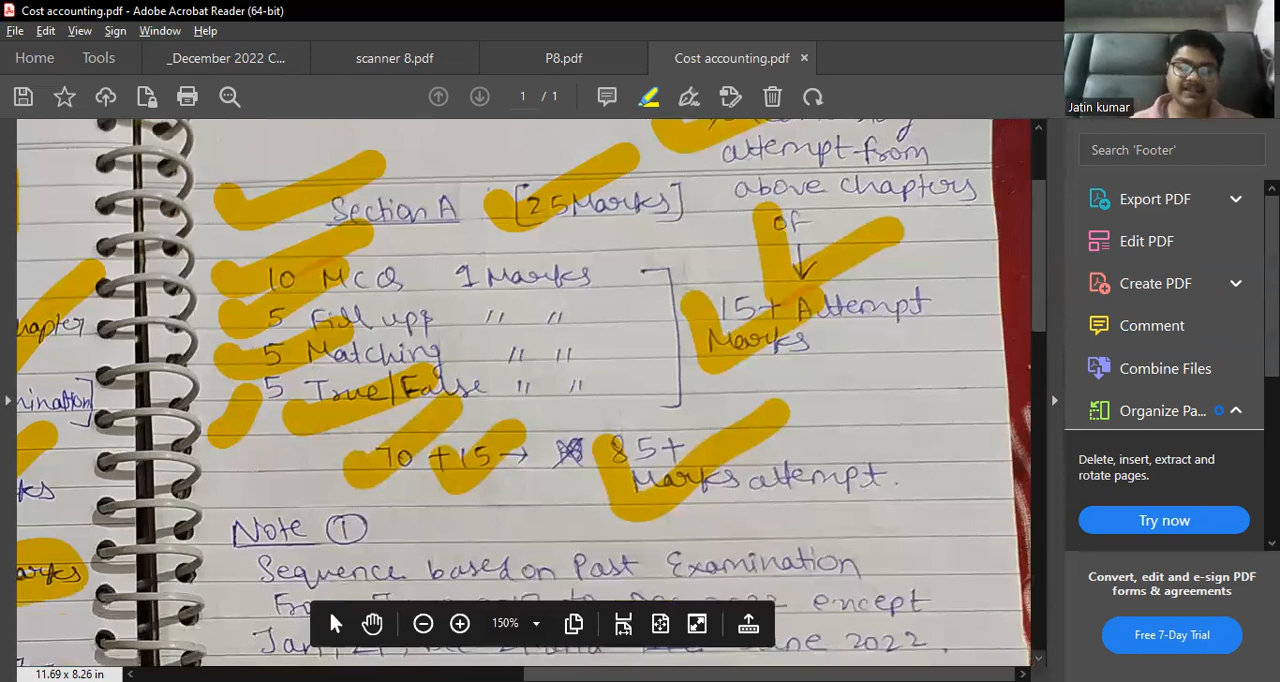 Cost accounting.pdf - Adobe Acrobat Reader (64-bit)
File Edit View Sign Window Help
Home Tools _December 2022 C... scanner 8.pdf P8.pdf Cost accounting.pdf ×
1 / 1
Jatin kumar
Search 'Footer'
Export PDF
Edit PDF
Create PDF
Comment
Combine Files
Organize Pa...
Delete, insert, extract and
rotate pages.
Try now
Convert, edit and e-sign PDF
forms & agreements
Free 7-Day Trial
attempt from
above chapters
of
Section A [25 Marks]
10 MCQ 1 Marks
5 Fill ups " "
5 Matching " "
5 True/False " "
15+ Attempt
Marks
70 + 15 → 85+
Marks attempt.
Note ①
Sequence based on Past Examination
except
June 2022.
150%
11.69 x 8.26 in